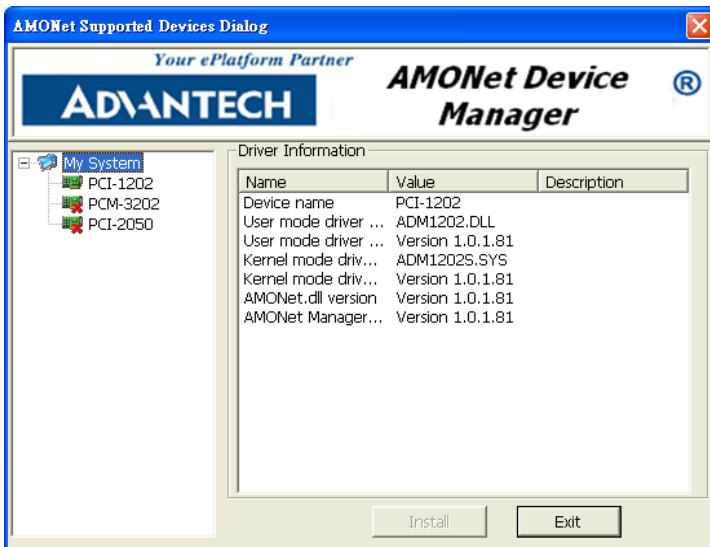 AMONet Supported Devices Dialog
Your ePlatform Partner
ADVANTECH
AMONet Device
Manager
®
My System
PCI-1202
PCM-3202
PCI-2050
Driver Information
Name Value Description
Device name PCI-1202
User mode driver ... ADM1202.DLL
User mode driver ... Version 1.0.1.81
Kernel mode driv... ADM1202S.SYS
Kernel mode driv... Version 1.0.1.81
AMONet.dll version Version 1.0.1.81
AMONet Manager... Version 1.0.1.81
Install Exit